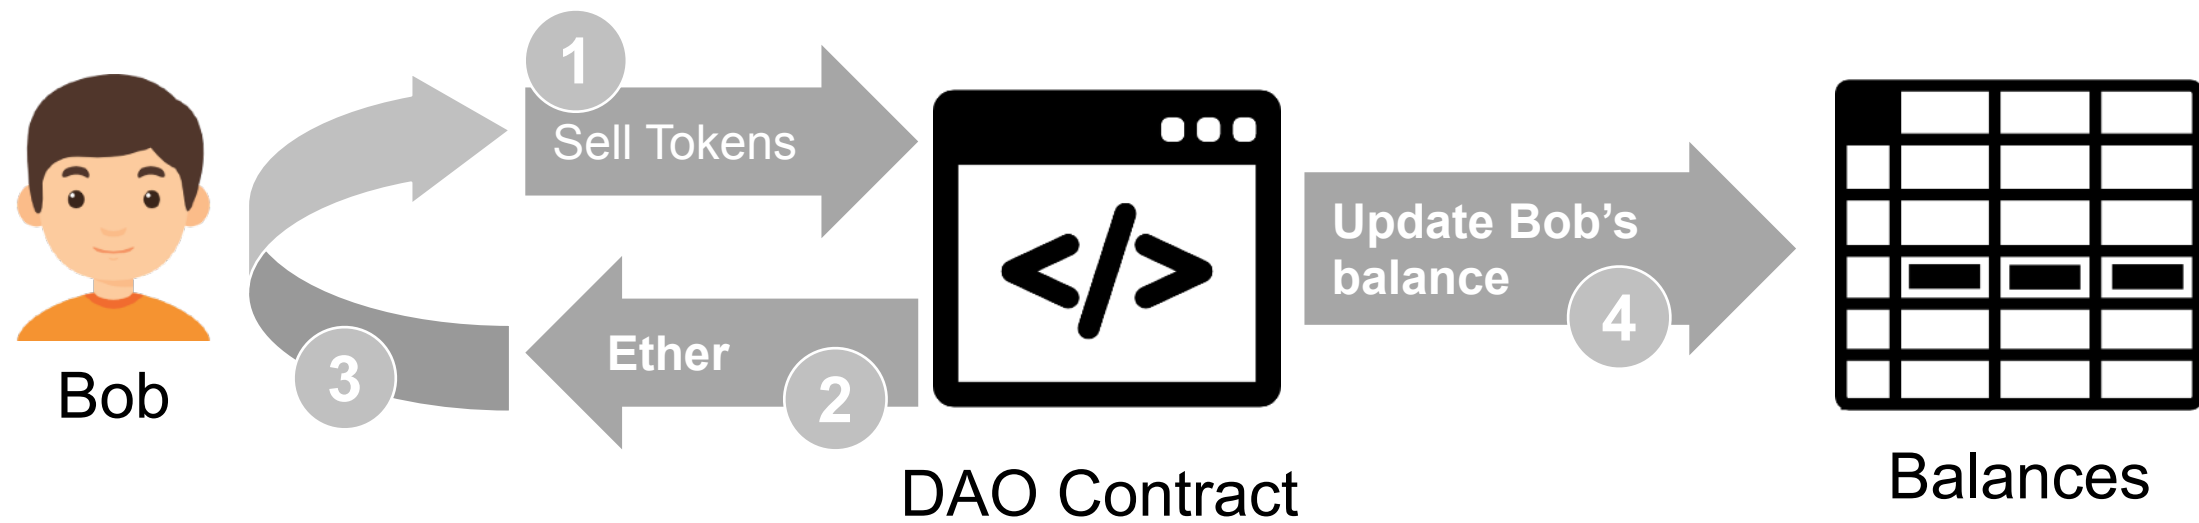 1
Sell Tokens
Bob
3
Ether
2
</>
DAO Contract
Update Bob’s
balance
4
Balances